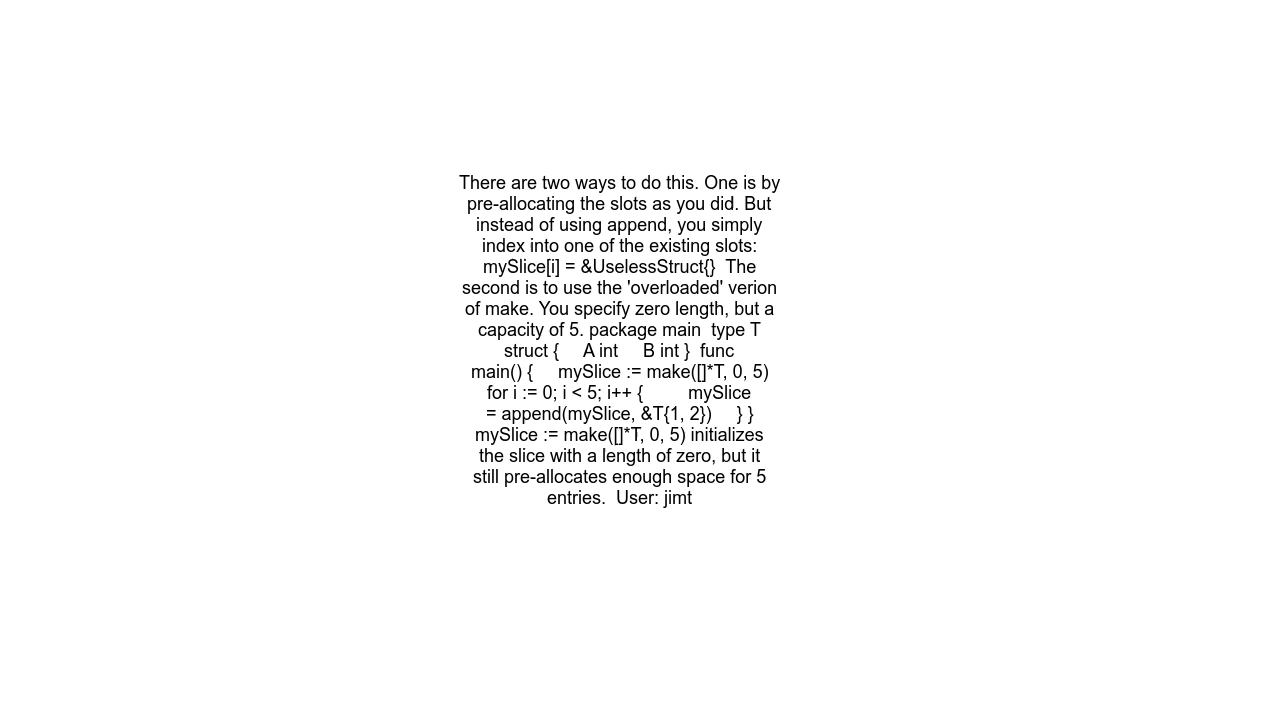 There are two ways to do this. One is by
pre-allocating the slots as you did. But
instead of using append, you simply
index into one of the existing slots:
mySlice[i] = &UselessStruct{}  The
second is to use the 'overloaded' verion
of make. You specify zero length, but a
capacity of 5. package main  type T
struct {     A int     B int }  func
main() {     mySlice := make([]*T, 0, 5)
for i := 0; i < 5; i++ {         mySlice
= append(mySlice, &T{1, 2})     } }
mySlice := make([]*T, 0, 5) initializes
the slice with a length of zero, but it
still pre-allocates enough space for 5
entries.  User: jimt